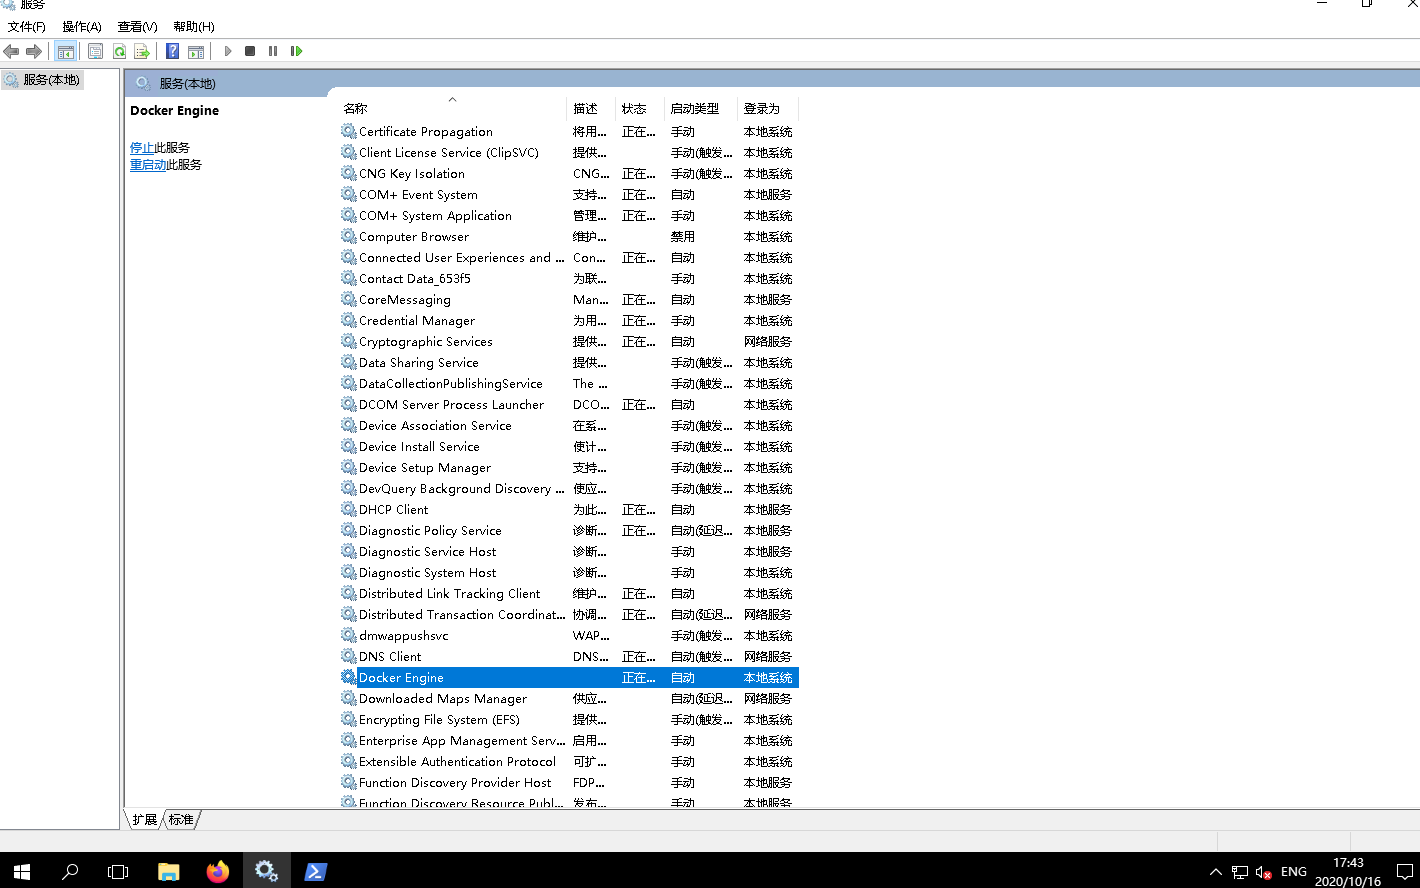 服务
文件(F) 操作(A) 查看(V) 帮助(H)
服务(本地)
服务(本地)
Docker Engine
停止此服务
重启动此服务
名称 描述 状态 启动类型 登录为
Certificate Propagation 将用... 正在... 手动 本地系统
Client License Service (ClipSVC) 提供... 手动(触发... 本地系统
CNG Key Isolation CNG... 正在... 手动(触发... 本地系统
COM+ Event System 支持... 正在... 自动 本地服务
COM+ System Application 管理... 正在... 手动 本地系统
Computer Browser 维护... 禁用 本地系统
Connected User Experiences and ... Con... 正在... 自动 本地系统
Contact Data_653f5 为联... 手动 本地系统
CoreMessaging Man... 正在... 自动 本地服务
Credential Manager 为用... 正在... 手动 本地系统
Cryptographic Services 提供... 正在... 自动 网络服务
Data Sharing Service 提供... 手动(触发... 本地系统
DataCollectionPublishingService The ... 手动(触发... 本地系统
DCOM Server Process Launcher DCO... 正在... 自动 本地系统
Device Association Service 在系... 手动(触发... 本地系统
Device Install Service 使计... 手动(触发... 本地系统
Device Setup Manager 支持... 手动(触发... 本地系统
DevQuery Background Discovery ... 使应... 手动(触发... 本地系统
DHCP Client 为此... 正在... 自动 本地服务
Diagnostic Policy Service 诊断... 正在... 自动(延迟... 本地服务
Diagnostic Service Host 诊断... 手动 本地服务
Diagnostic System Host 诊断... 手动 本地系统
Distributed Link Tracking Client 维护... 正在... 自动 本地系统
Distributed Transaction Coordinat... 协调... 正在... 自动(延迟... 网络服务
dmwappushsvc WAP... 手动(触发... 本地系统
DNS Client DNS... 正在... 自动(触发... 网络服务
Docker Engine 正在... 自动 本地系统
Downloaded Maps Manager 供应... 自动(延迟... 网络服务
Encrypting File System (EFS) 提供... 手动(触发... 本地系统
Enterprise App Management Serv... 启用... 手动 本地系统
Extensible Authentication Protocol 可扩... 手动 本地系统
Function Discovery Provider Host FDP... 手动 本地服务
Function Discovery Resource Publ... 发布... 手动 本地服务
扩展 标准
ENG
17:43
2020/10/16